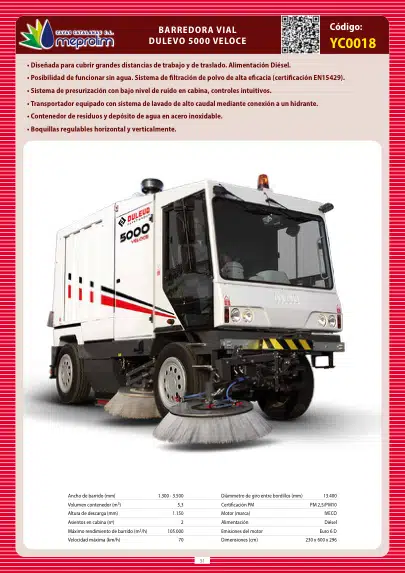 ZAFRA CATALANAS S.L.
meprolim
BARREDORA VIAL
DULEVO 5000 VELOCE
Código:
YC0018
• Diseñada para cubrir grandes distancias de trabajo y de traslado. Alimentación Diésel.
• Posibilidad de funcionar sin agua. Sistema de filtración de polvo de alta eficacia (certificación EN15429).
• Sistema de presurización con bajo nivel de ruido en cabina, controles intuitivos.
• Transportador equipado con sistema de lavado de alto caudal mediante conexión a un hidrante.
• Contenedor de residuos y depósito de agua en acero inoxidable.
• Boquillas regulables horizontal y verticalmente.
DULEVO
5000
VELOCE
Ancho de barrido (mm) 1.300 - 3.500
Volumen contenedor (m³) 5,3
Altura de descarga (mm) 1.150
Asientos en cabina (nº) 2
Máximo rendimiento de barrido (m²/h) 105.000
Velocidad máxima (km/h) 70
Diámmetro de giro entre bordillos (mm) 13.400
Certificación PM PM 2,5/PM10
Motor (marca) IVECO
Alimentación Diésel
Emisiones del motor Euro 6 D
Dimensiones (cm) 230 x 600 x 296
31